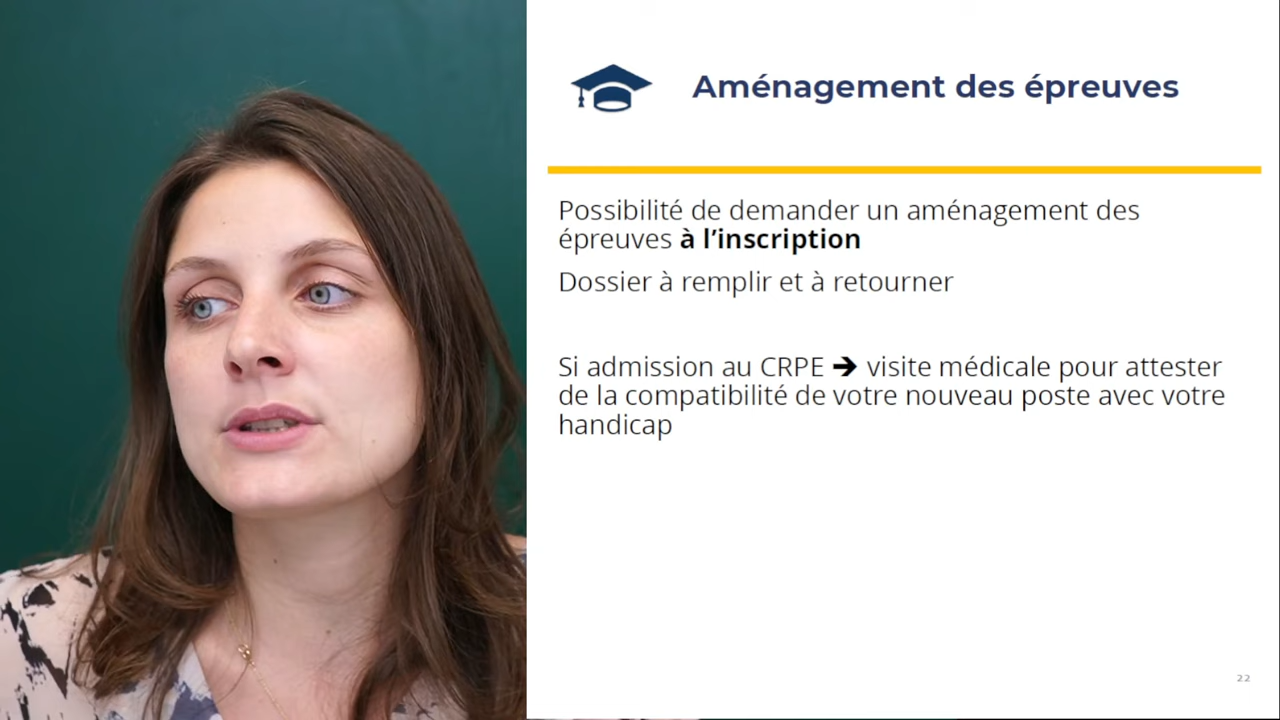 Aménagement des épreuves
Possibilité de demander un aménagement des
épreuves à l’inscription
Dossier à remplir et à retourner
Si admission au CRPE ➔ visite médicale pour attester
de la compatibilité de votre nouveau poste avec votre
handicap
22